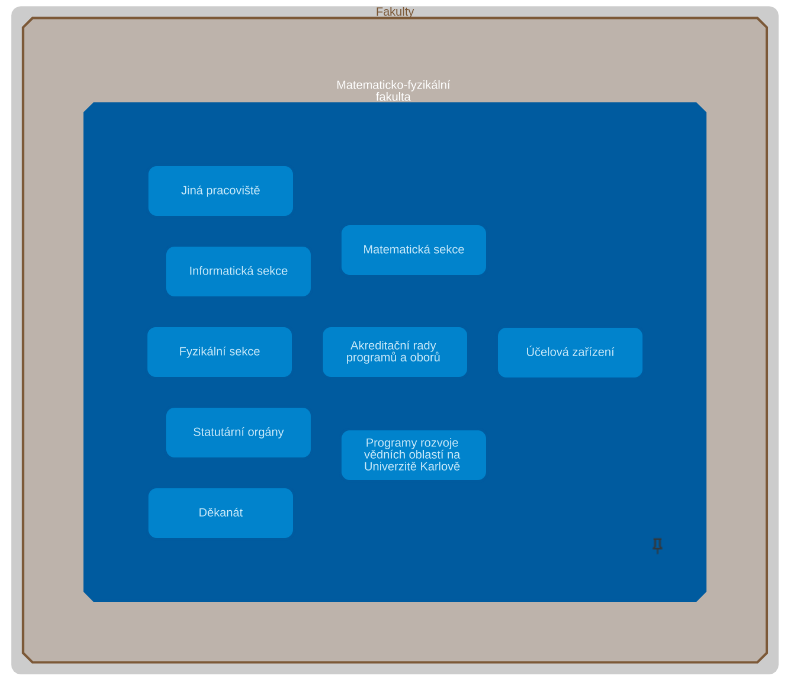 Fakulty
Matematicko-fyzikální
fakulta
Jiná pracoviště
Matematická sekce
Informatická sekce
Fyzikální sekce
Akreditační rady
programů a oborů
Účelová zařízení
Statutární orgány
Programy rozvoje
vědních oblastí na
Univerzitě Karlově
Děkanát